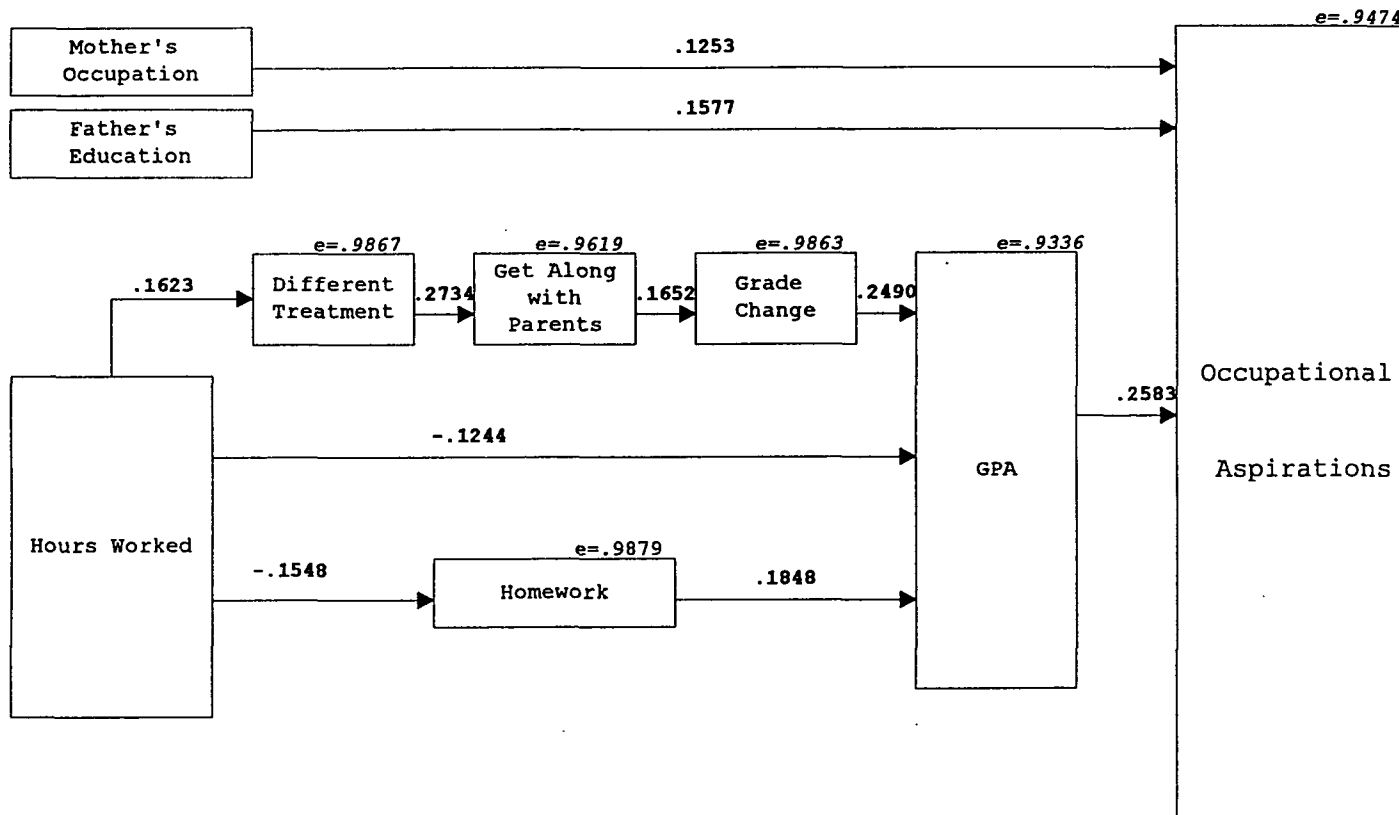 e=.9474
Mother's
Occupation
.1253
Father's
Education
.1577
e=.9867
e=.9619
e=.9863
e=.9336
.1623
Different
Treatment
.2734
Get Along
with
Parents
.1652
Grade
Change
.2490
Occupational
Aspirations
.2583
-.1244
GPA
Hours Worked
-.1548
e=.9879
Homework
.1848